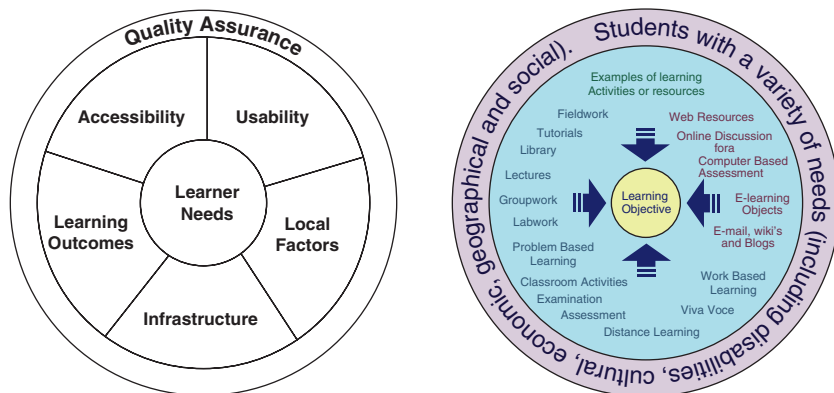 Quality Assurance
Accessibility
Usability
Learner
Needs
Learning
Outcomes
Local
Factors
Infrastructure
Students with a variety of needs (including disabilities, cultural, economic, geographical and social).
Examples of learning
Activities or resources
Fieldwork
Tutorials
Library
Lectures
Groupwork
Labwork
Problem Based
Learning
Classroom Activities
Examination
Assessment
Distance Learning
Viva Voce
Work Based
Learning
Web Resources
Online Discussion
fora
Computer Based
Assessment
E-learning
Objects
E-mail, wiki's
and Blogs
Learning
Objective